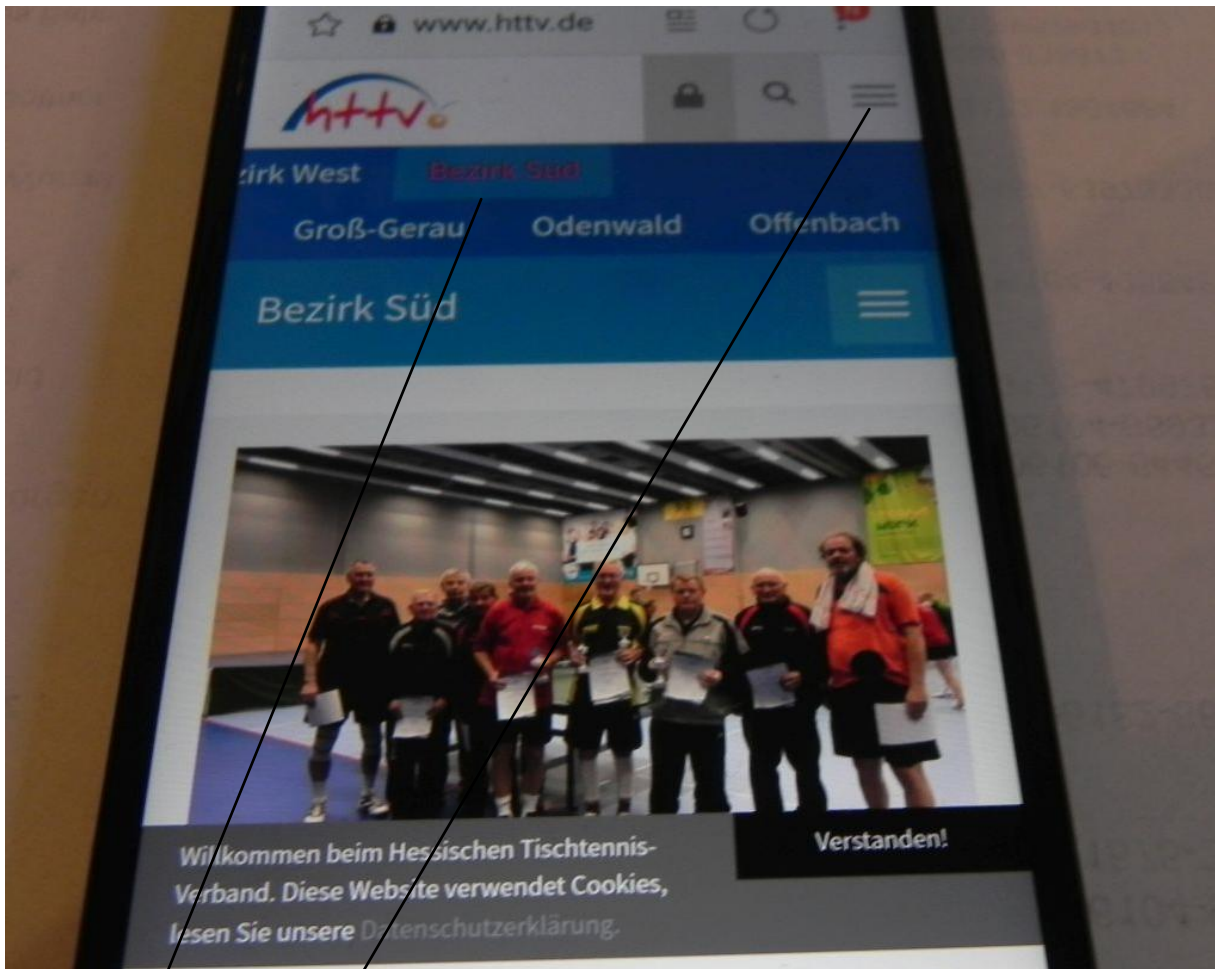 www.httv.de
httv.
zirk West Bezirk Süd
Groß-Gerau Odenwald Offenbach
Bezirk Süd
Willkommen beim Hessischen Tischtennis-
Verband. Diese Website verwendet Cookies,
lesen Sie unsere Datenschutzerklärung.
Verstanden!